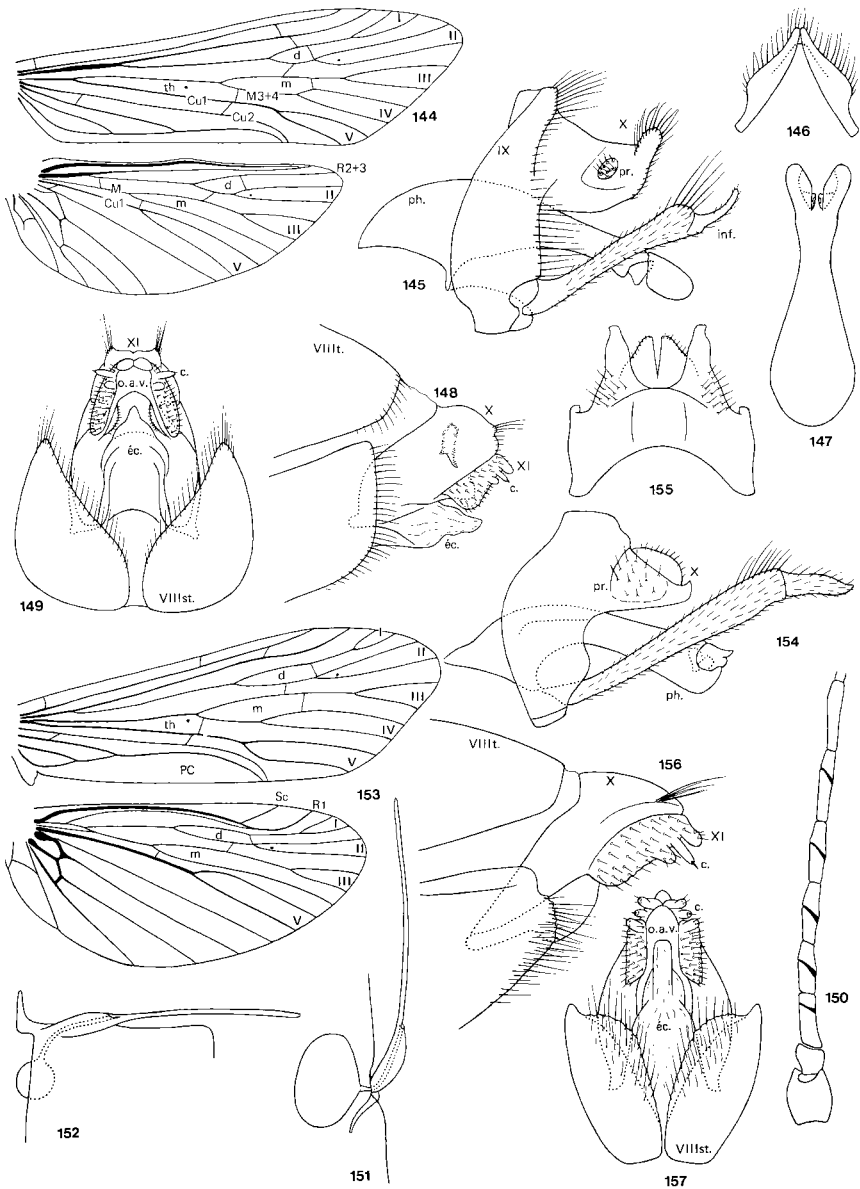 I
II
d
III
th
m
Cu1
M3+4
IV
Cu2
V
144
R2+3
M
d
Cu1
m
II
III
V
IX
X
pr.
ph.
inf.
145
146
147
XI
c.
o.a.v.
éc.
VIIIst.
149
VIIIt.
148
X
XI
c.
éc.
155
pr.
X
154
ph.
I
II
d
III
m
th
IV
V
PC
153
Sc
R1
I
d
II
m
III
V
VIIIt.
156
X
XI
c.
c.
o.a.v.
éc.
150
152
151
VIIIst.
157